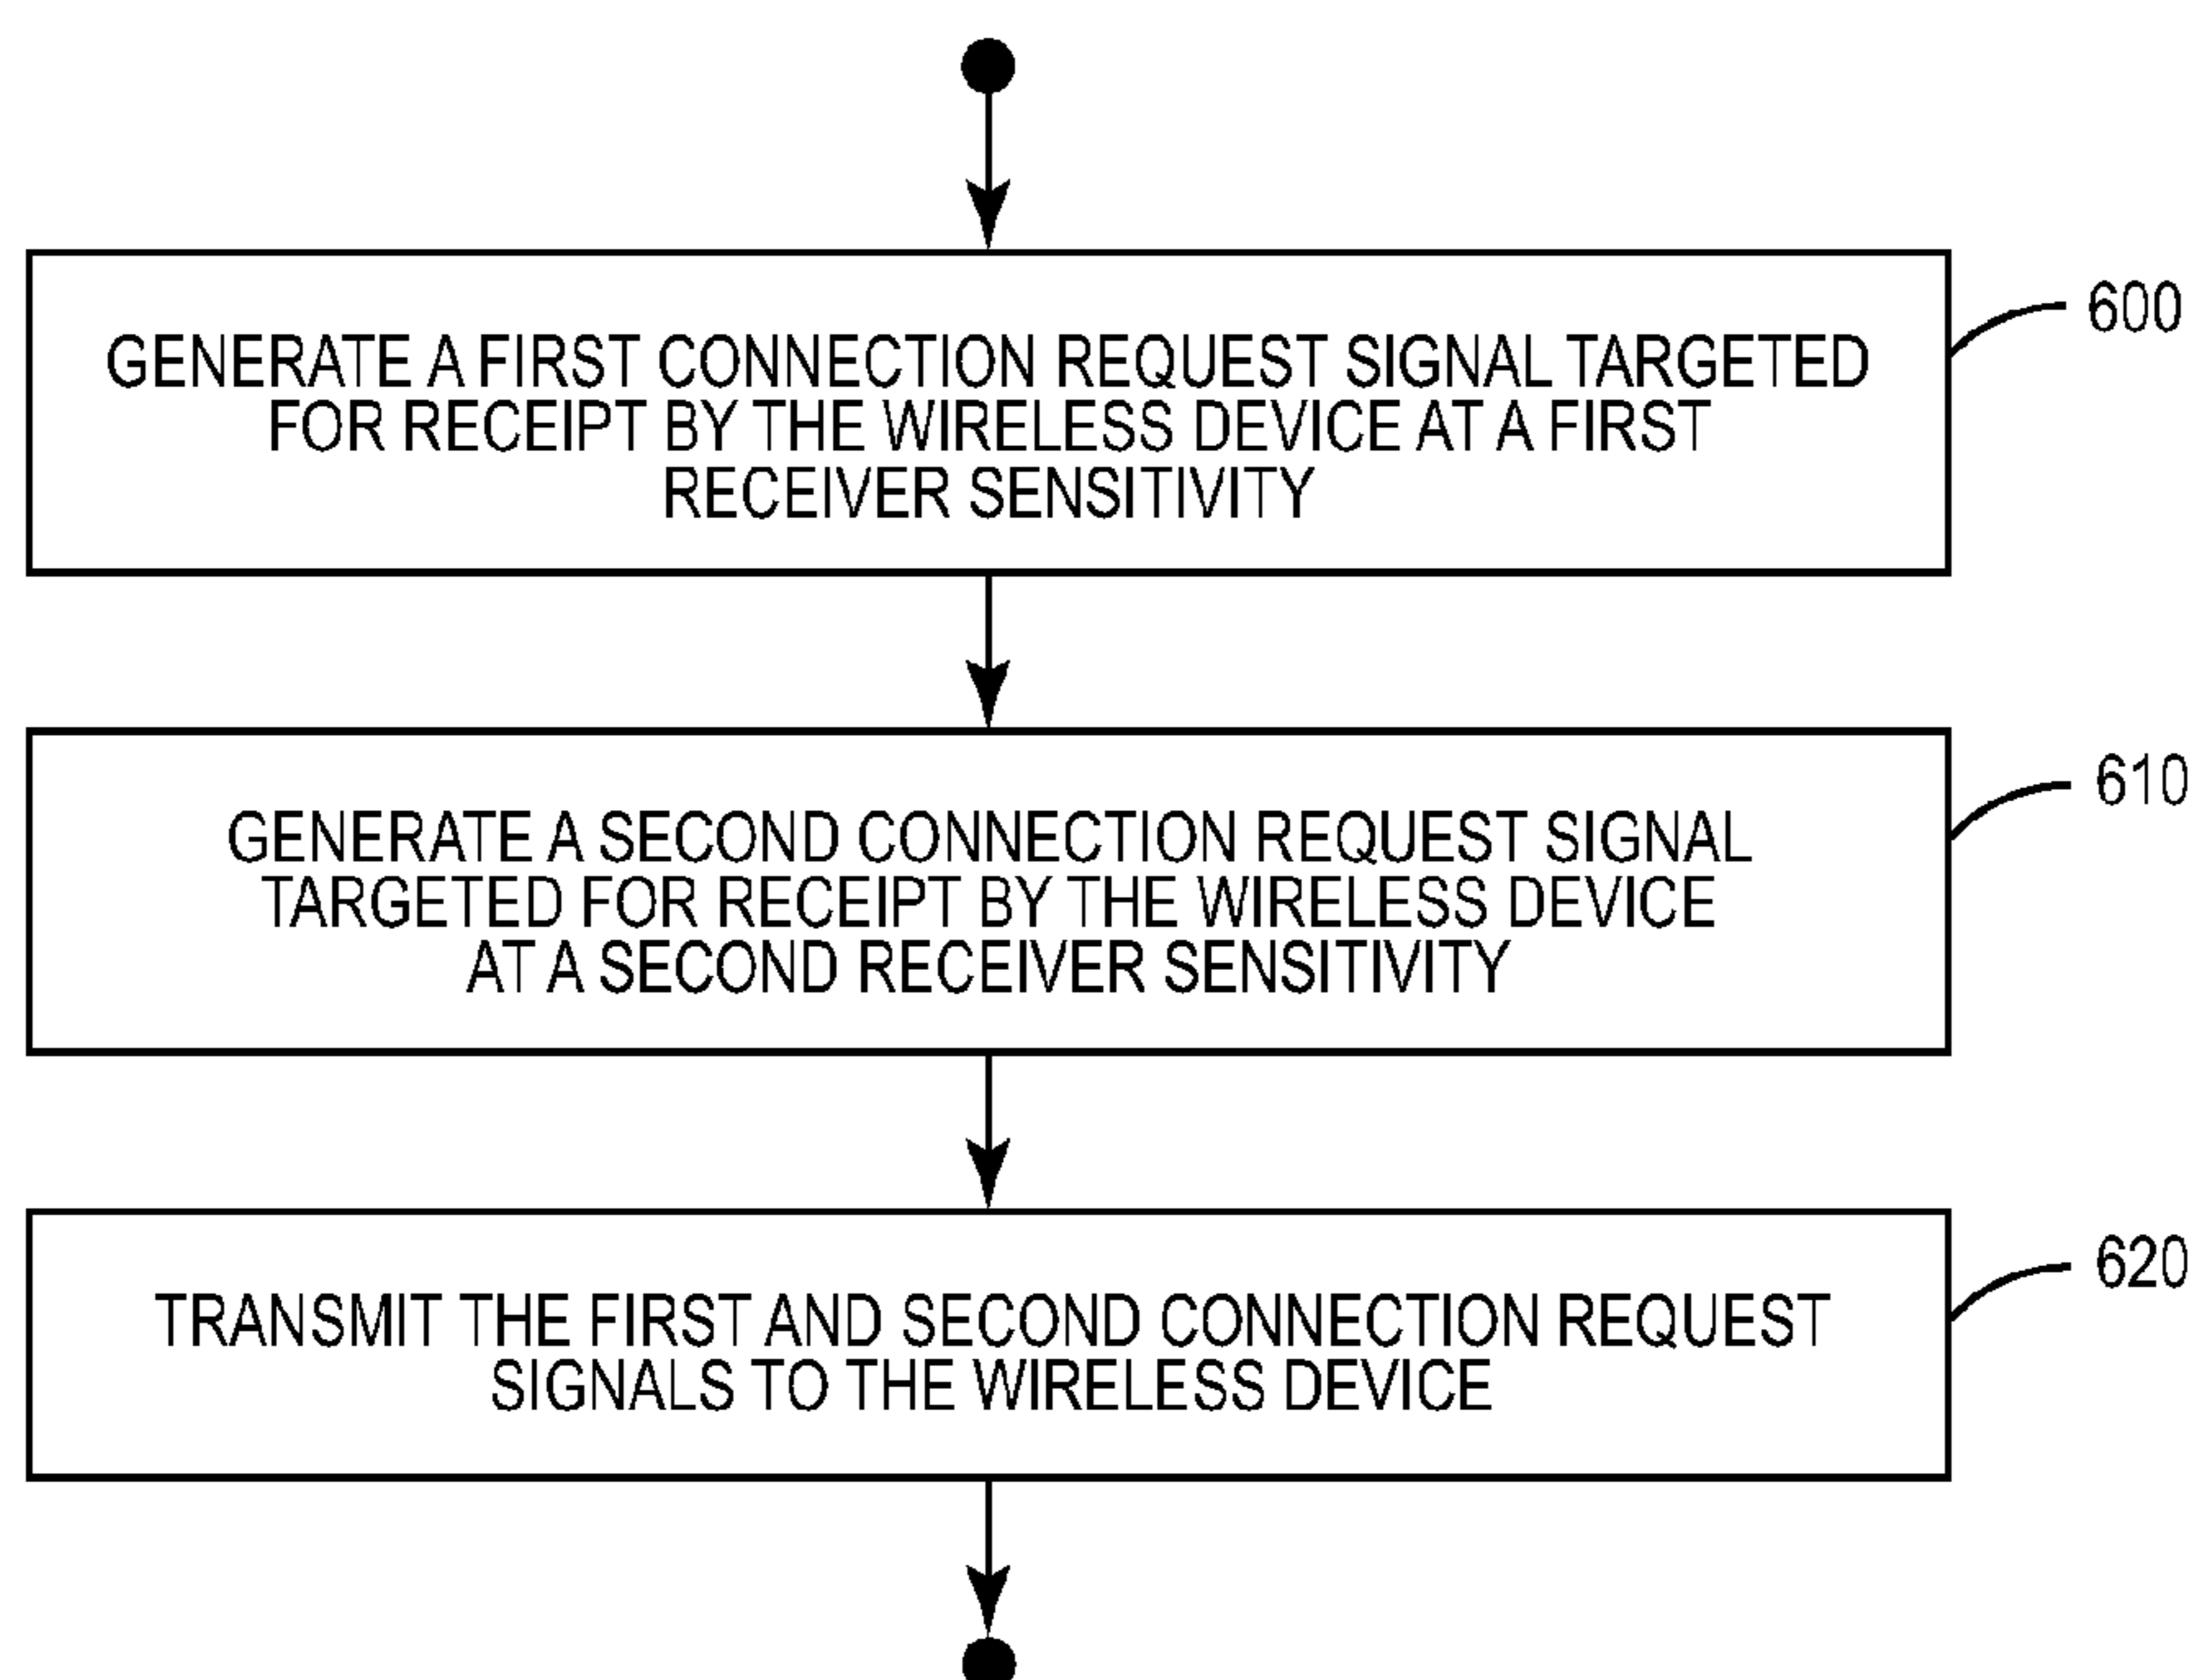 600
GENERATE A FIRST CONNECTION REQUEST SIGNAL TARGETED
FOR RECEIPT BY THE WIRELESS DEVICE AT A FIRST
RECEIVER SENSITIVITY
610
GENERATE A SECOND CONNECTION REQUEST SIGNAL
TARGETED FOR RECEIPT BY THE WIRELESS DEVICE
AT A SECOND RECEIVER SENSITIVITY
620
TRANSMIT THE FIRST AND SECOND CONNECTION REQUEST
SIGNALS TO THE WIRELESS DEVICE